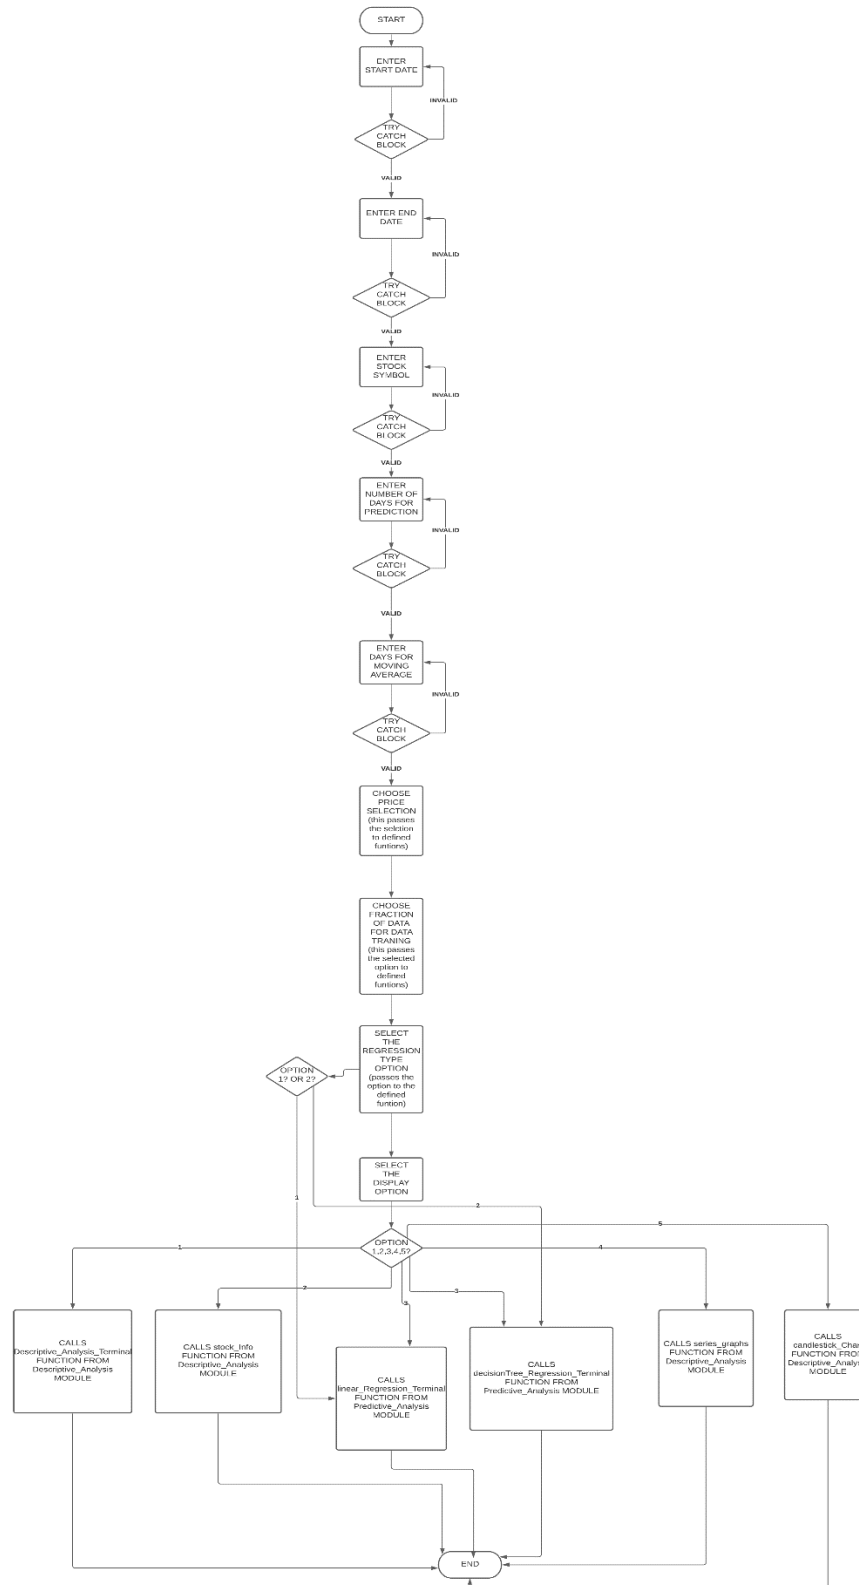 START
ENTER
START DATE
INVALID
TRY
CATCH
BLOCK
VALID
ENTER END
DATE
INVALID
TRY
CATCH
BLOCK
VALID
ENTER
STOCK
SYMBOL
INVALID
TRY
CATCH
BLOCK
VALID
ENTER
NUMBER OF
DAYS FOR
PREDICTION
INVALID
TRY
CATCH
BLOCK
VALID
ENTER
DAYS FOR
MOVING
AVERAGE
INVALID
TRY
CATCH
BLOCK
VALID
CHOOSE
PRICE
SELECTION
(this passes
the selction
to defined
funtions)
CHOOSE
FRACTION
OF DATA
FOR DATA
TRANING
(this passes
the selected
option to
defined
funtions)
SELECT
THE
REGRESSION
TYPE
OPTION
(passes the
option to the
defined
funtion)
OPTION
1? OR 2?
SELECT
THE
DISPLAY
OPTION
1
2
5
OPTION
1,2,3,4,5?
1
4
2
3
3
CALLS
Descriptive_Analysis_Terminal
FUNCTION FROM
Descriptive_Analysis
MODULE
CALLS stock_Info
FUNCTION FROM
Descriptive_Analysis
MODULE
CALLS
linear_Regression_Terminal
FUNCTION FROM
Predictive_Analysis
MODULE
CALLS
decisionTree_Regression_Terminal
FUNCTION FROM
Predictive_Analysis MODULE
CALLS series_graphs
FUNCTION FROM
Descriptive_Analysis
MODULE
CALLS
candlestick_Char
FUNCTION FROM
Descriptive_Analysi
MODULE
END